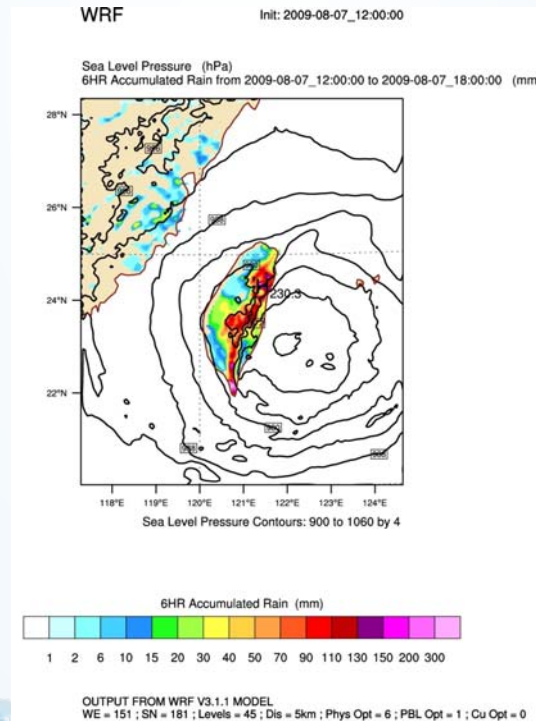 WRF
Init: 2009-08-07_12:00:00
Sea Level Pressure (hPa)
6HR Accumulated Rain from 2009-08-07_12:00:00 to 2009-08-07_18:00:00 (mm
28°N
26°N
24°N
230.3
22°N
118°E 119°E 120°E 121°E 122°E 123°E 124°E
Sea Level Pressure Contours: 900 to 1060 by 4
6HR Accumulated Rain (mm)
1 2 6 10 15 20 30 40 50 70 90 110 130 150 200 300
OUTPUT FROM WRF V3.1.1 MODEL
WE = 151 ; SN = 181 ; Levels = 45 ; Dis = 5km ; Phys Opt = 6 ; PBL Opt = 1 ; Cu Opt = 0